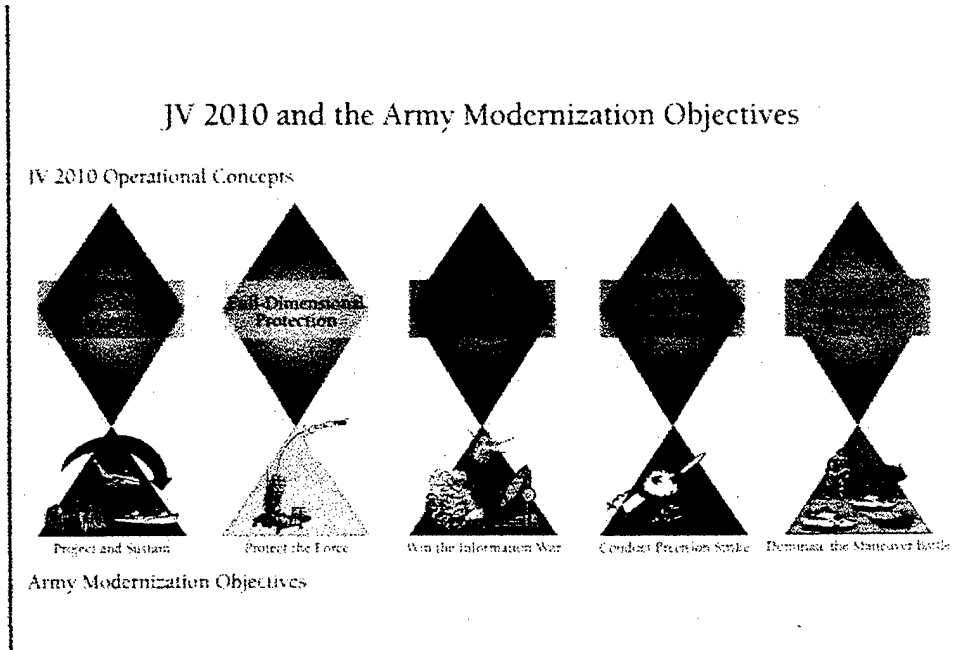 JV 2010 and the Army Modernization Objectives
JV 2010 Operational Concepts
Full-Dimensional
Protection
Project and Sustain
Protect the Force
Win the Information War
Conduct Precision Strike
Dominate the Maneuver Battle
Army Modernization Objectives